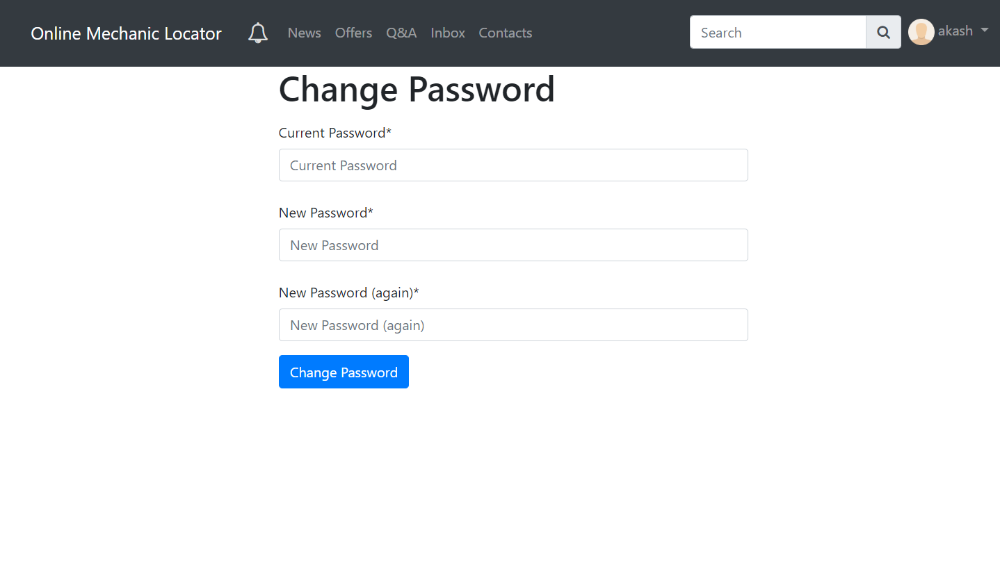 Online Mechanic Locator News Offers Q&A Inbox Contacts Search akash
Change Password
Current Password*
Current Password
New Password*
New Password
New Password (again)*
New Password (again)
Change Password